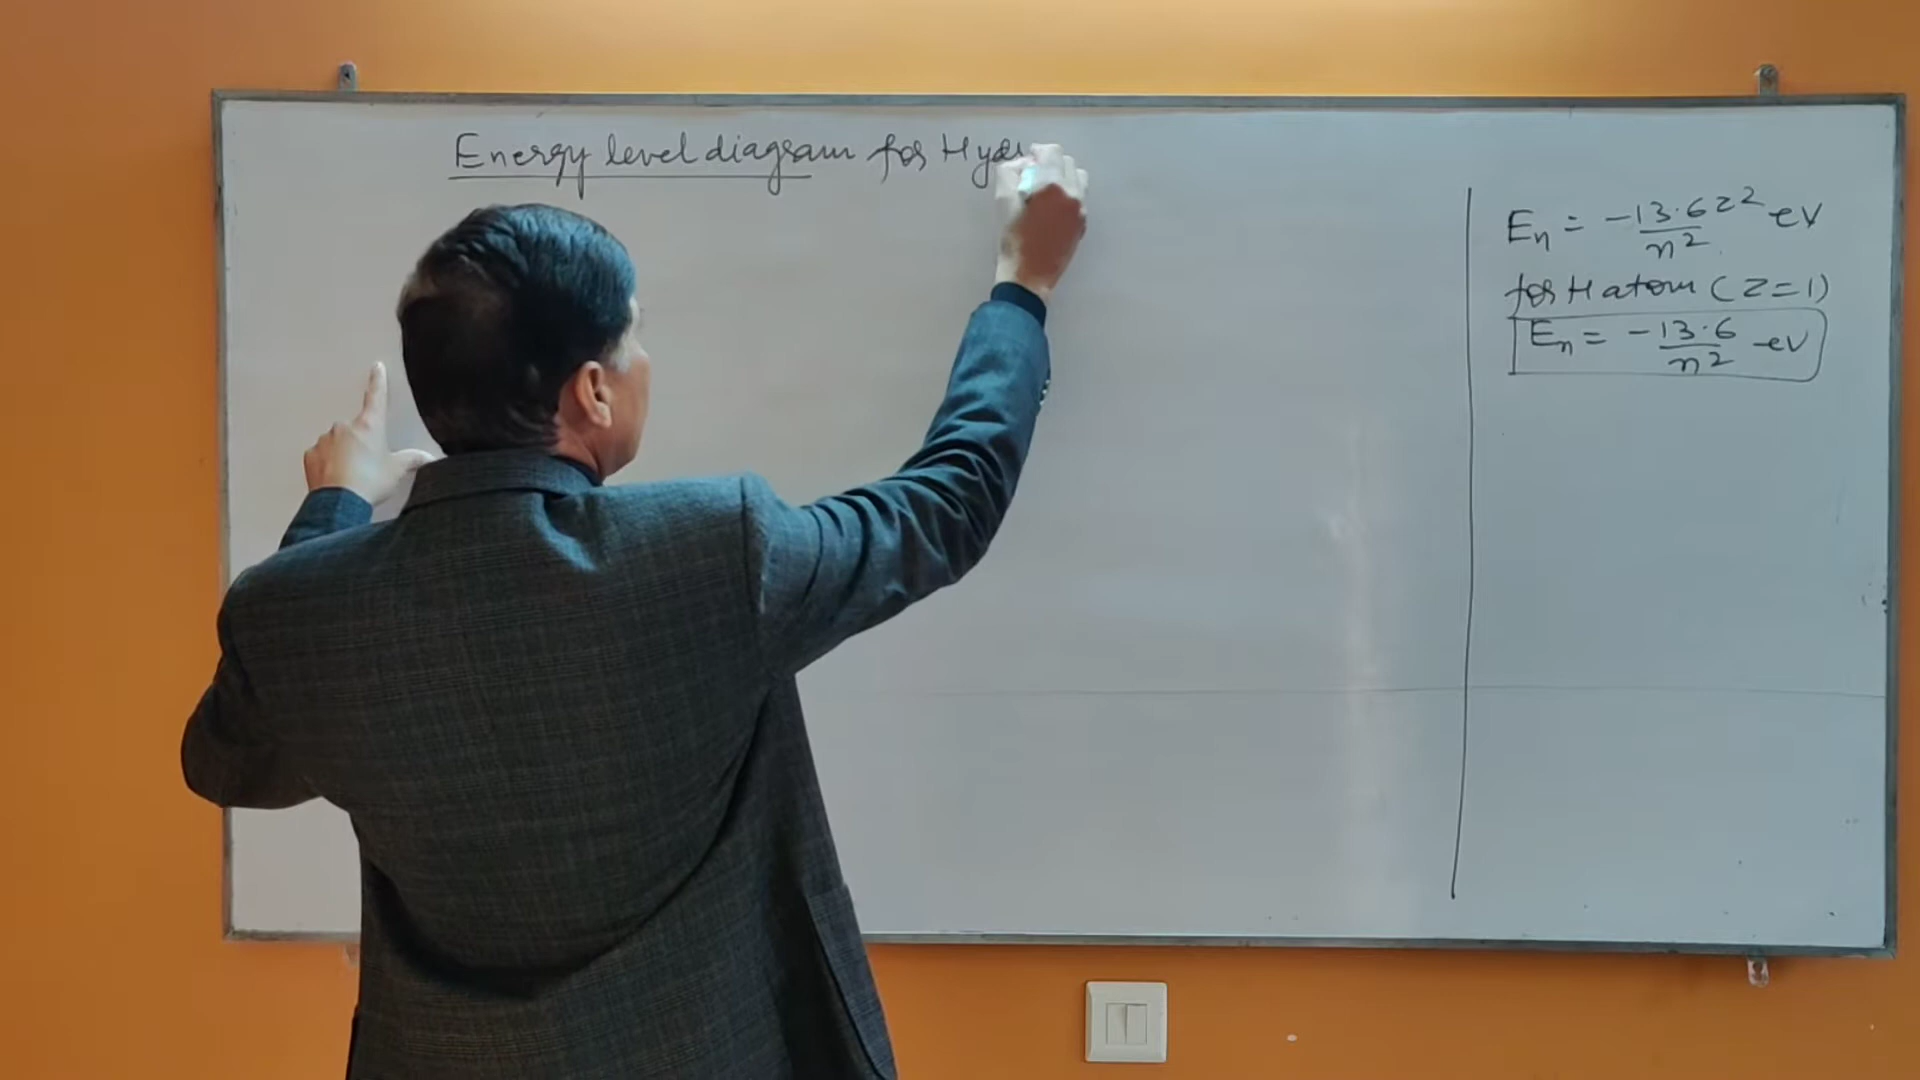 Energy level diagram for Hyd
En = -13.6z²/n² eV
for H atom (z=1)
En = -13.6/n² eV